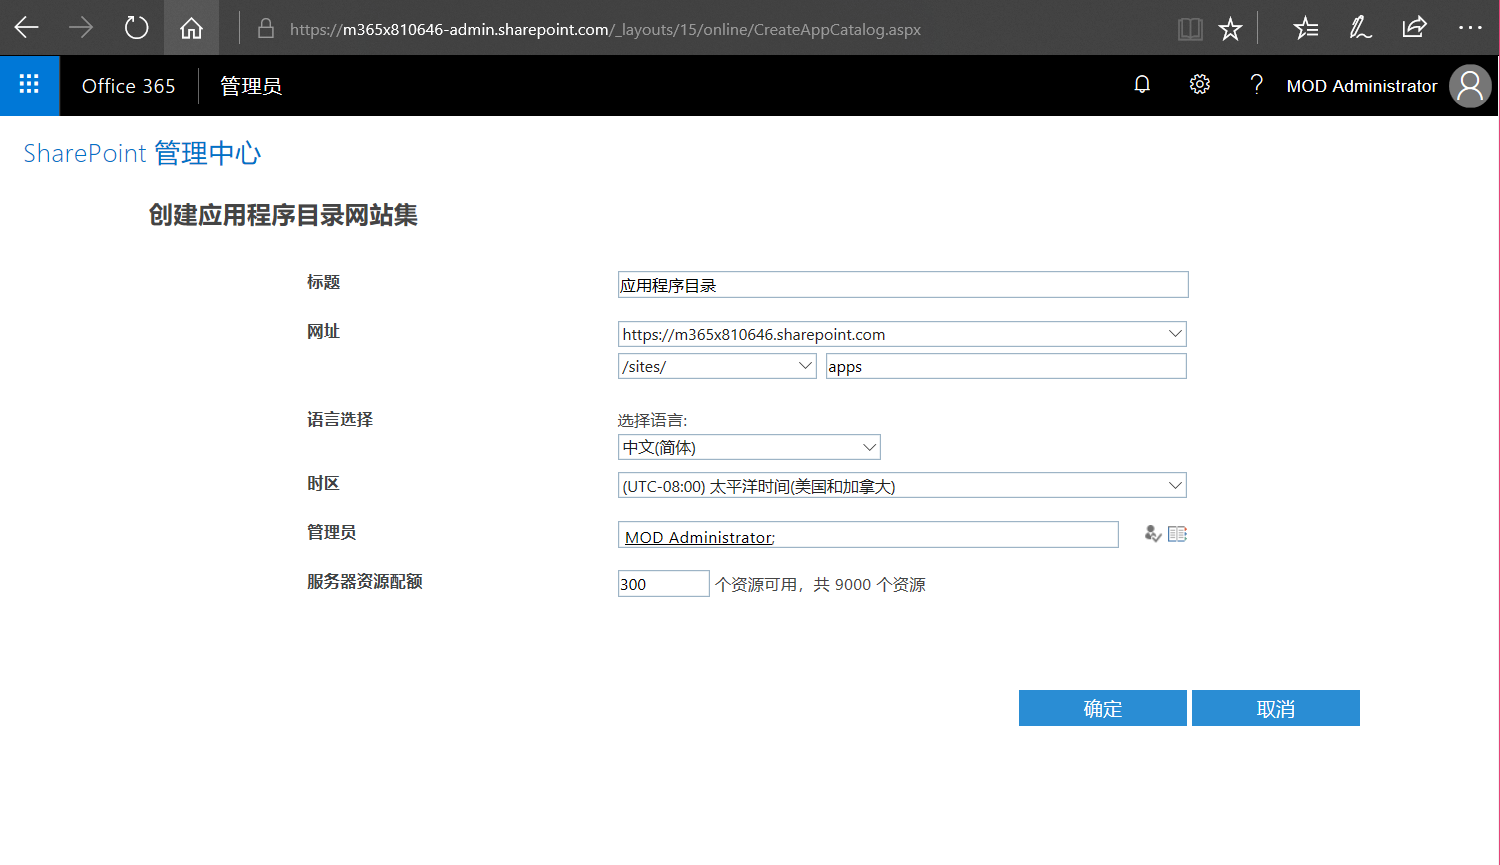 https://m365x810646-admin.sharepoint.com/_layouts/15/online/CreateAppCatalog.aspx
Office 365 管理员 MOD Administrator
SharePoint 管理中心
创建应用程序目录网站集
标题 应用程序目录
网址 https://m365x810646.sharepoint.com
/sites/ apps
语言选择 选择语言:
中文(简体)
时区 (UTC-08:00) 太平洋时间(美国和加拿大)
管理员 MOD Administrator;
服务器资源配额 300 个资源可用，共 9000 个资源
确定 取消